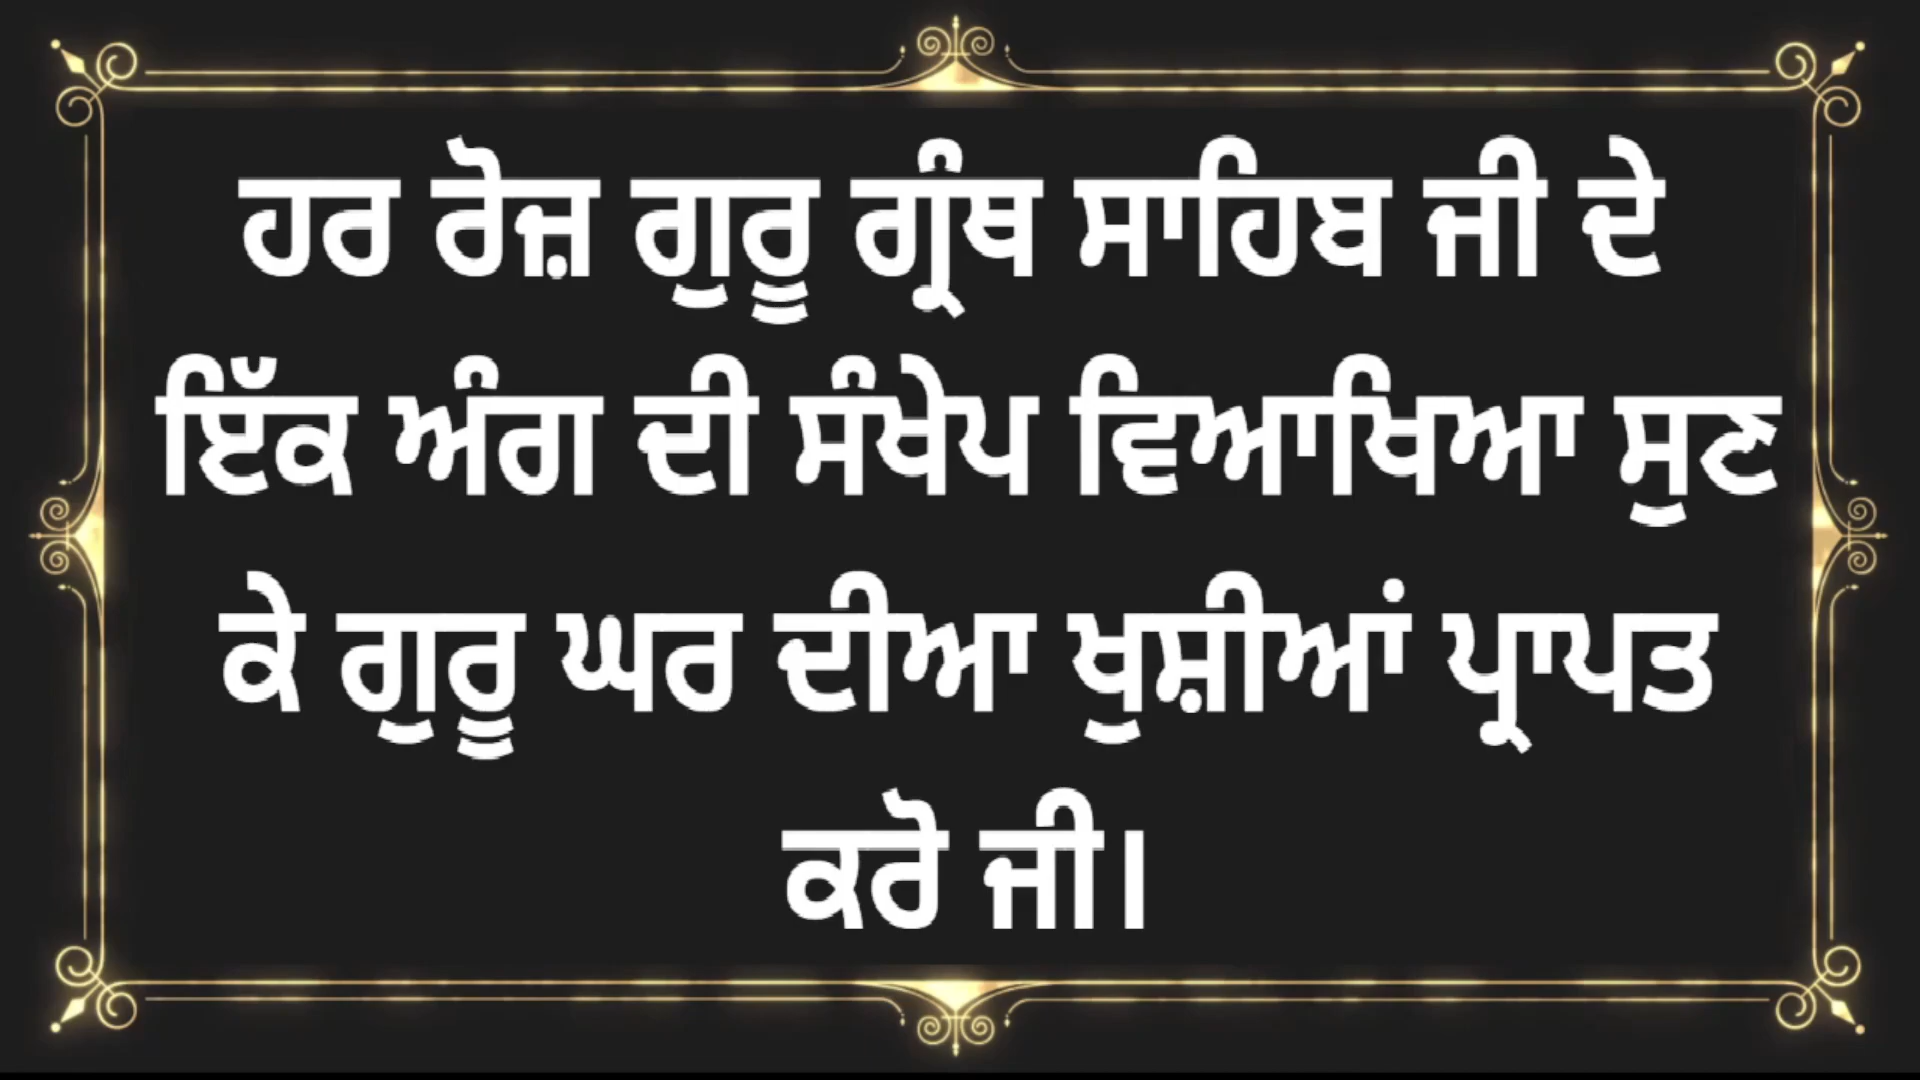 ਹਰ ਰੋਜ਼ ਗੁਰੂ ਗ੍ਰੰਥ ਸਾਹਿਬ ਜੀ ਦੇ
ਇੱਕ ਅੰਗ ਦੀ ਸੰਖੇਪ ਵਿਆਖਿਆ ਸੁਣ
ਕੇ ਗੁਰੂ ਘਰ ਦੀਆ ਖੁਸ਼ੀਆਂ ਪ੍ਰਾਪਤ
ਕਰੋ ਜੀ।